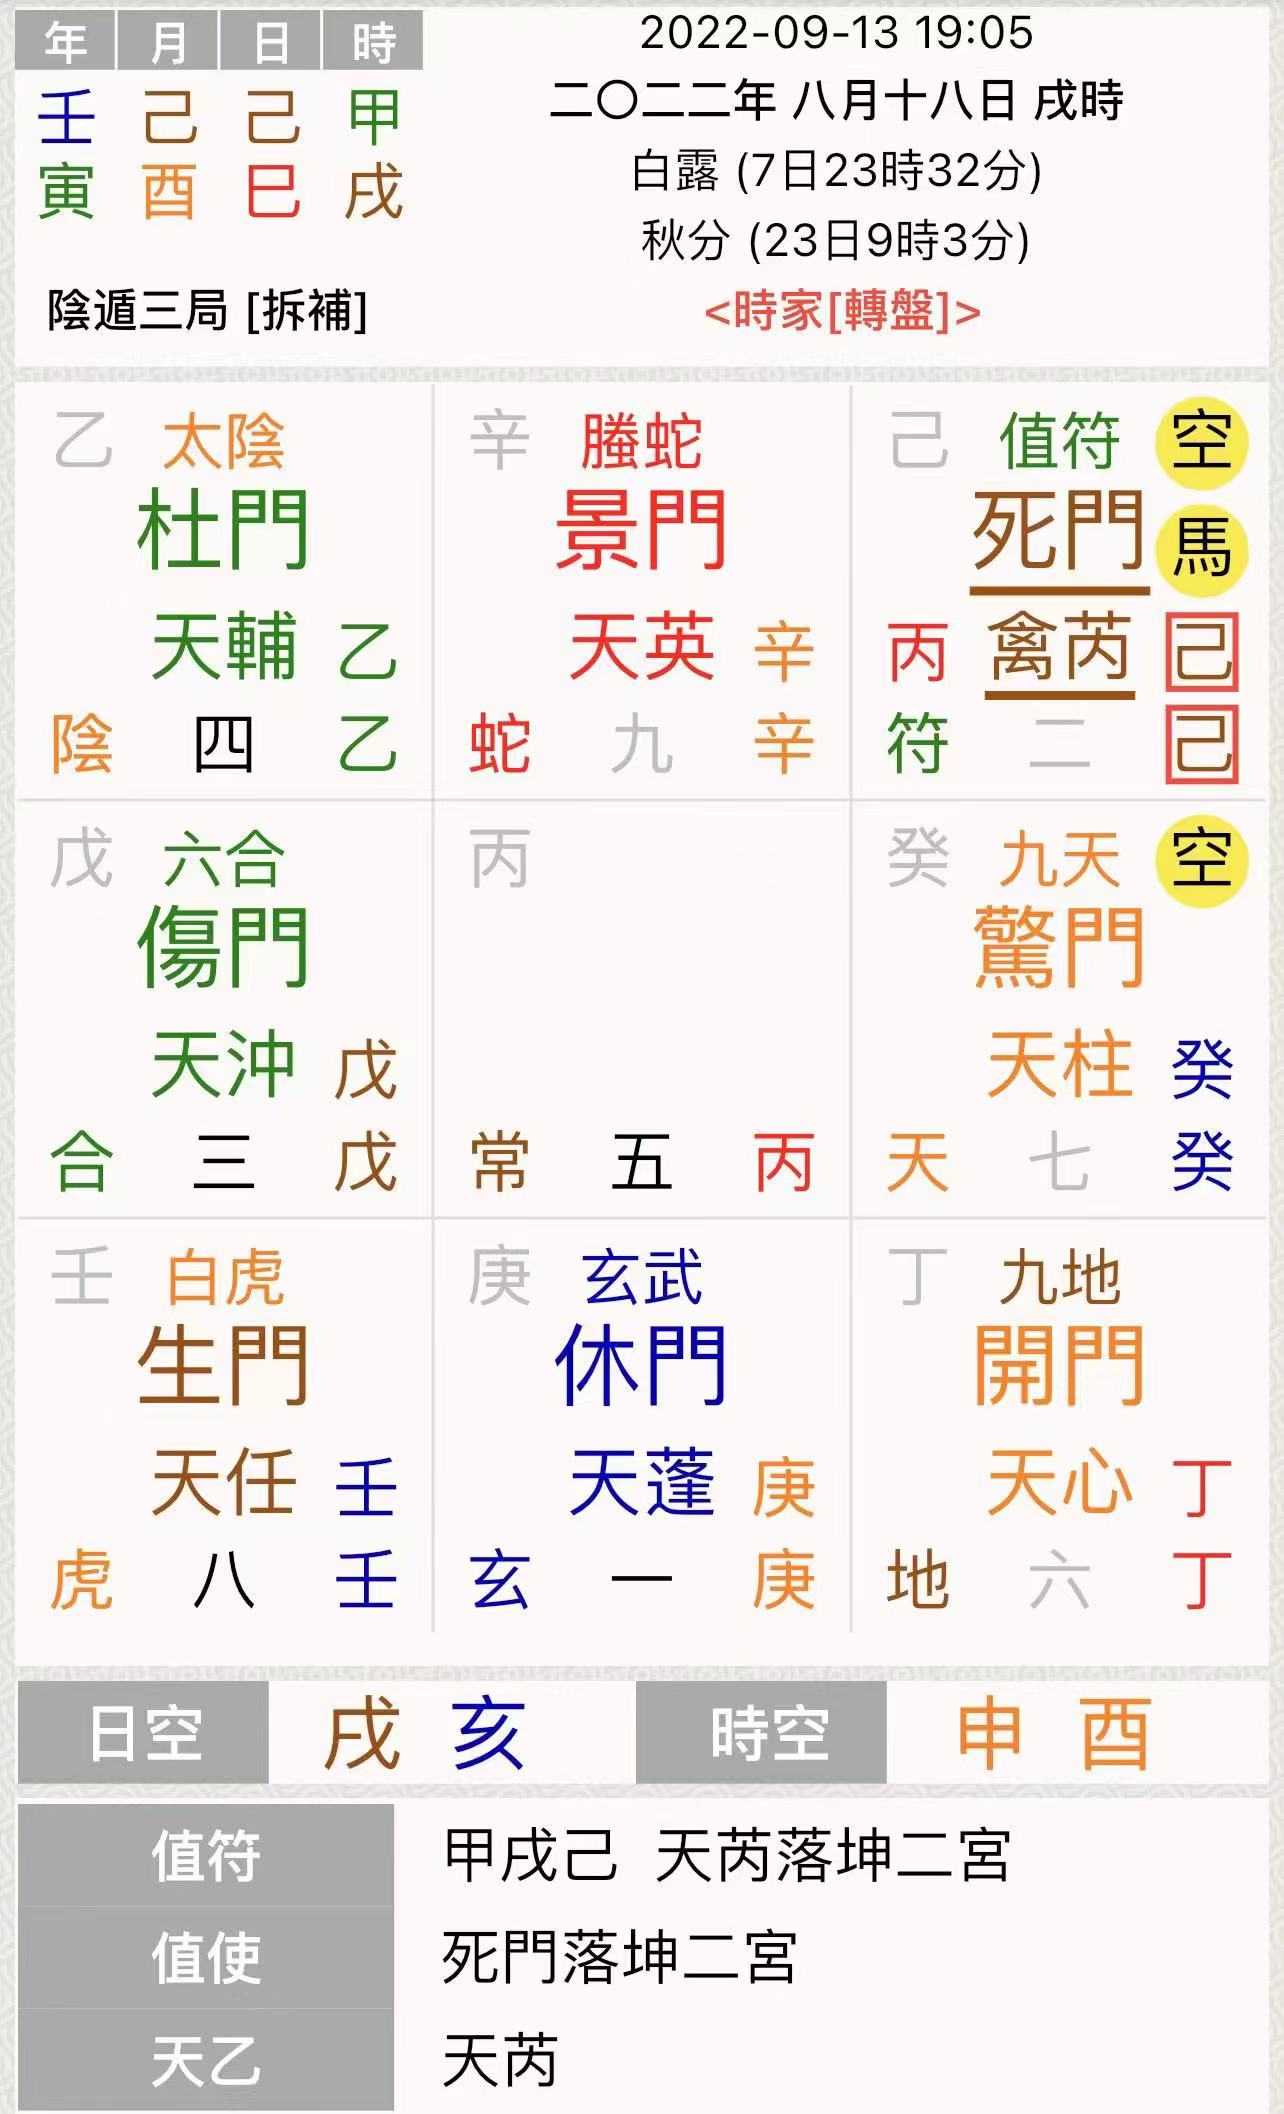 年 月 日 時
壬 己 己 甲
寅 酉 巳 戌
陰遁三局 [拆補]
2022-09-13 19:05
二〇二二年 八月十八日 戌時
白露 (7日23時32分)
秋分 (23日9時3分)
<時家[轉盤]>
乙 太陰
杜門
天輔 乙
陰 四 乙
辛 螣蛇
景門
天英 辛
蛇 九 辛
己 值符 空
死門 馬
丙 禽芮 己
符 二 己
戊 六合
傷門
天沖 戊
合 三 戊
丙
常 五 丙
癸 九天 空
驚門
天柱 癸
天 七 癸
壬 白虎
生門
天任 壬
虎 八 壬
庚 玄武
休門
天蓬 庚
玄 一 庚
丁 九地
開門
天心 丁
地 六 丁
日空 戌 亥 時空 申 酉
值符 甲戌己 天芮落坤二宮
值使 死門落坤二宮
天乙 天芮